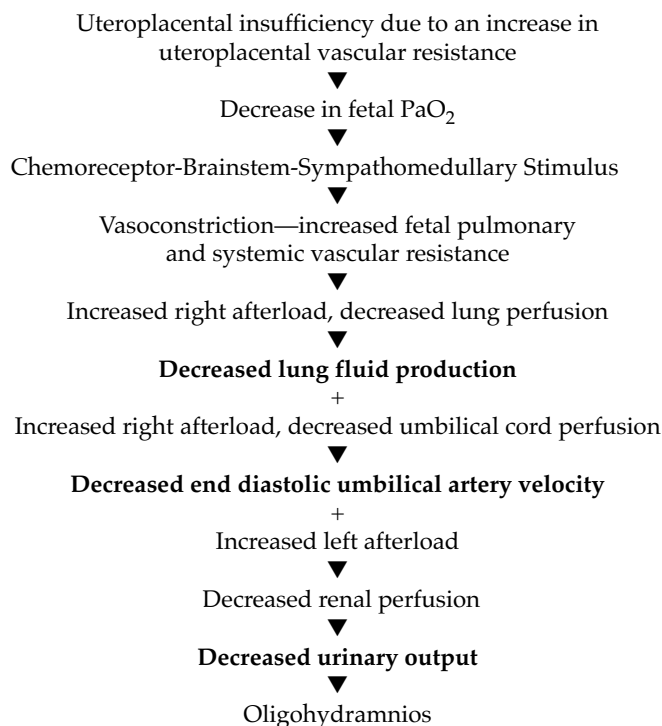 Uteroplacental insufficiency due to an increase in
uteroplacental vascular resistance
▼
Decrease in fetal PaO₂
▼
Chemoreceptor-Brainstem-Sympathomedullary Stimulus
▼
Vasoconstriction—increased fetal pulmonary
and systemic vascular resistance
▼
Increased right afterload, decreased lung perfusion
▼
Decreased lung fluid production
+
Increased right afterload, decreased umbilical cord perfusion
▼
Decreased end diastolic umbilical artery velocity
+
Increased left afterload
▼
Decreased renal perfusion
▼
Decreased urinary output
▼
Oligohydramnios